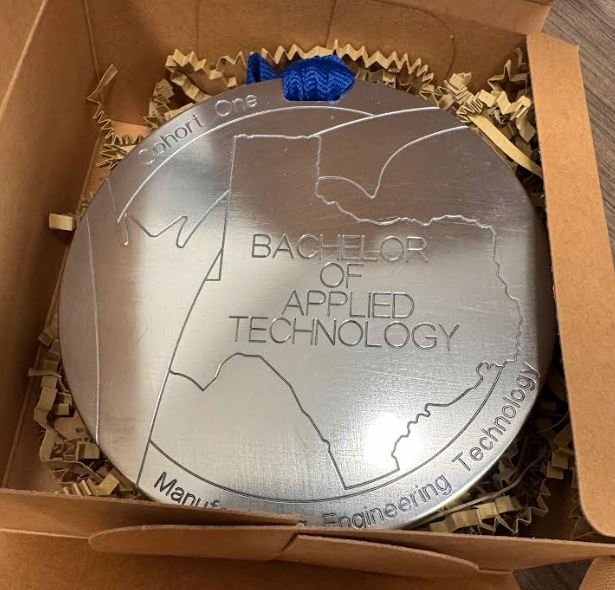 Cohort One
BACHELOR
OF
APPLIED
TECHNOLOGY
Engineering Technology